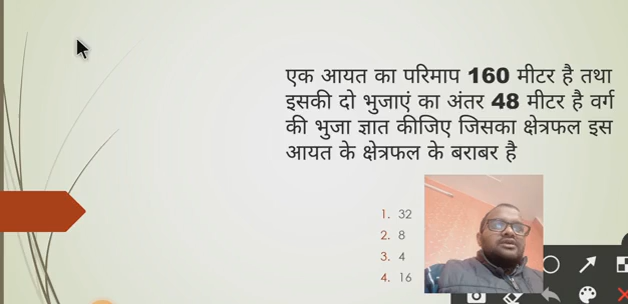 एक आयत का परिमाप 160 मीटर है तथा
इसकी दो भुजाएं का अंतर 48 मीटर है वर्ग
की भुजा ज्ञात कीजिए जिसका क्षेत्रफल इस
आयत के क्षेत्रफल के बराबर है
1. 32
2. 8
3. 4
4. 16